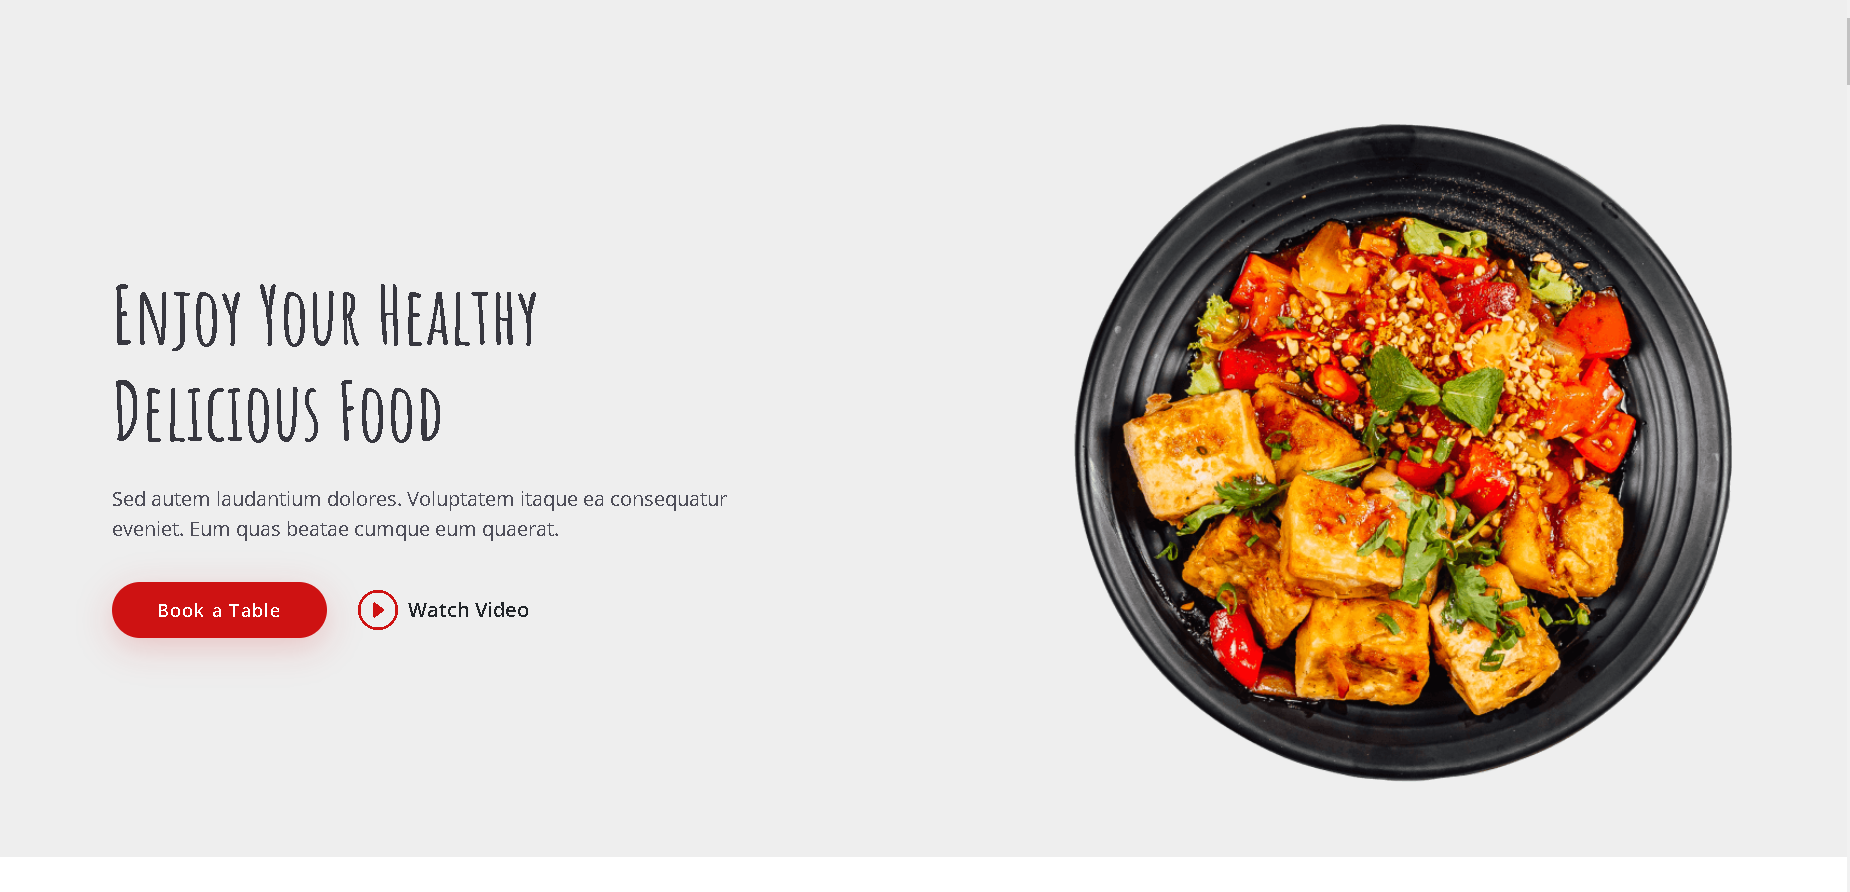 Enjoy Your Healthy
Delicious Food
Sed autem laudantium dolores. Voluptatem itaque ea consequatur
eveniet. Eum quas beatae cumque eum quaerat.
Book a Table
Watch Video